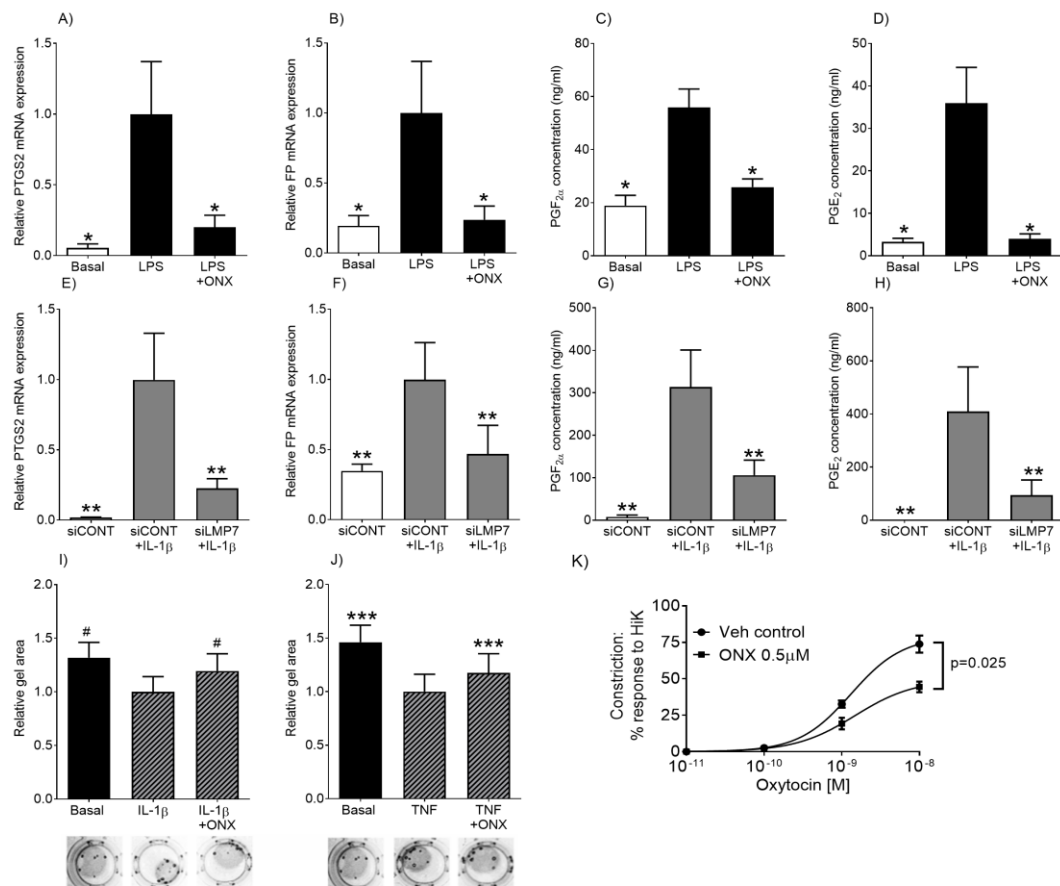 A)
Relative PTGS2 mRNA expression
1.5
1.0
0.5
0.0
*
*
Basal
LPS
LPS
+ONX
B)
Relative FP mRNA expression
1.5
1.0
0.5
0.0
*
*
Basal
LPS
LPS
+ONX
C)
PGF2α concentration (ng/ml)
80
60
40
20
0
*
*
Basal
LPS
LPS
+ONX
D)
PGE2 concentration (ng/ml)
50
40
30
20
10
5
0
*
*
Basal
LPS
LPS
+ONX
E)
Relative PTGS2 mRNA expression
1.5
1.0
0.5
0.0
**
**
siCONT
siCONT
+IL-1β
siLMP7
+IL-1β
F)
Relative FP mRNA expression
1.5
1.0
0.5
0.0
**
**
siCONT
siCONT
+IL-1β
siLMP7
+IL-1β
G)
PGF2α concentration (ng/ml)
500
400
300
200
100
0
**
**
siCONT
siCONT
+IL-1β
siLMP7
+IL-1β
H)
PGE2 concentration (ng/ml)
800
600
400
200
0
**
**
siCONT
siCONT
+IL-1β
siLMP7
+IL-1β
I)
Relative gel area
2.0
1.5
1.0
0.5
0.0
#
#
Basal
IL-1β
IL-1β
+ONX
J)
Relative gel area
2.0
1.5
1.0
0.5
0.0
***
***
Basal
TNF
TNF
+ONX
K)
Constriction:
% response to HiK
100
75
50
25
0
Veh control
ONX 0.5µM
p=0.025
10-11
10-10
10-9
10-8
Oxytocin [M]